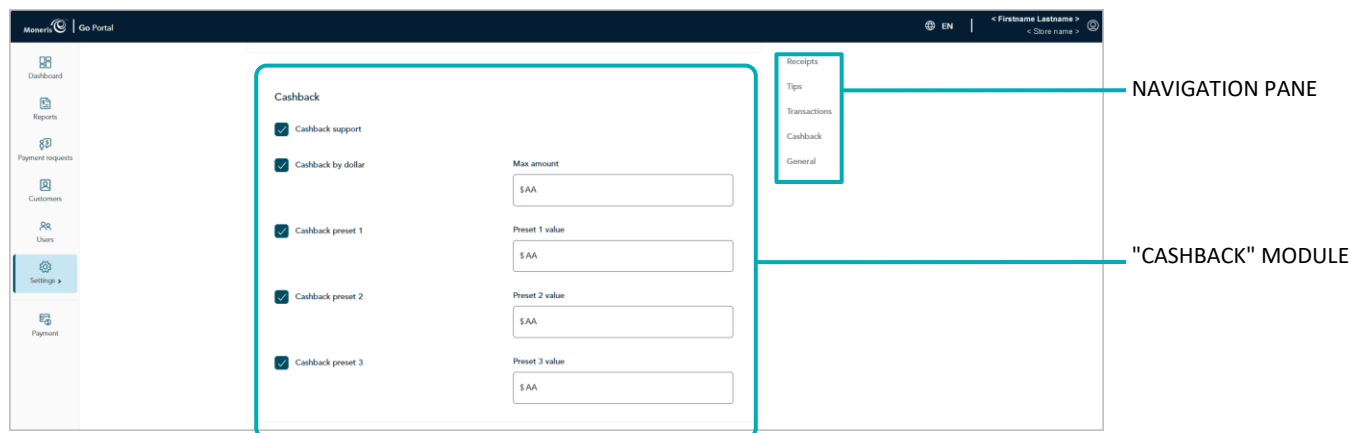 Moneris Go Portal
EN
< Firstname Lastname >
< Store name >
Dashboard
Reports
Payment requests
Customers
Users
Settings
Payment
Cashback
Cashback support
Cashback by dollar
Max amount
$ AA
Cashback preset 1
Preset 1 value
$ AA
Cashback preset 2
Preset 2 value
$ AA
Cashback preset 3
Preset 3 value
$ AA
Receipts
Tips
Transactions
Cashback
General
NAVIGATION PANE
"CASHBACK" MODULE